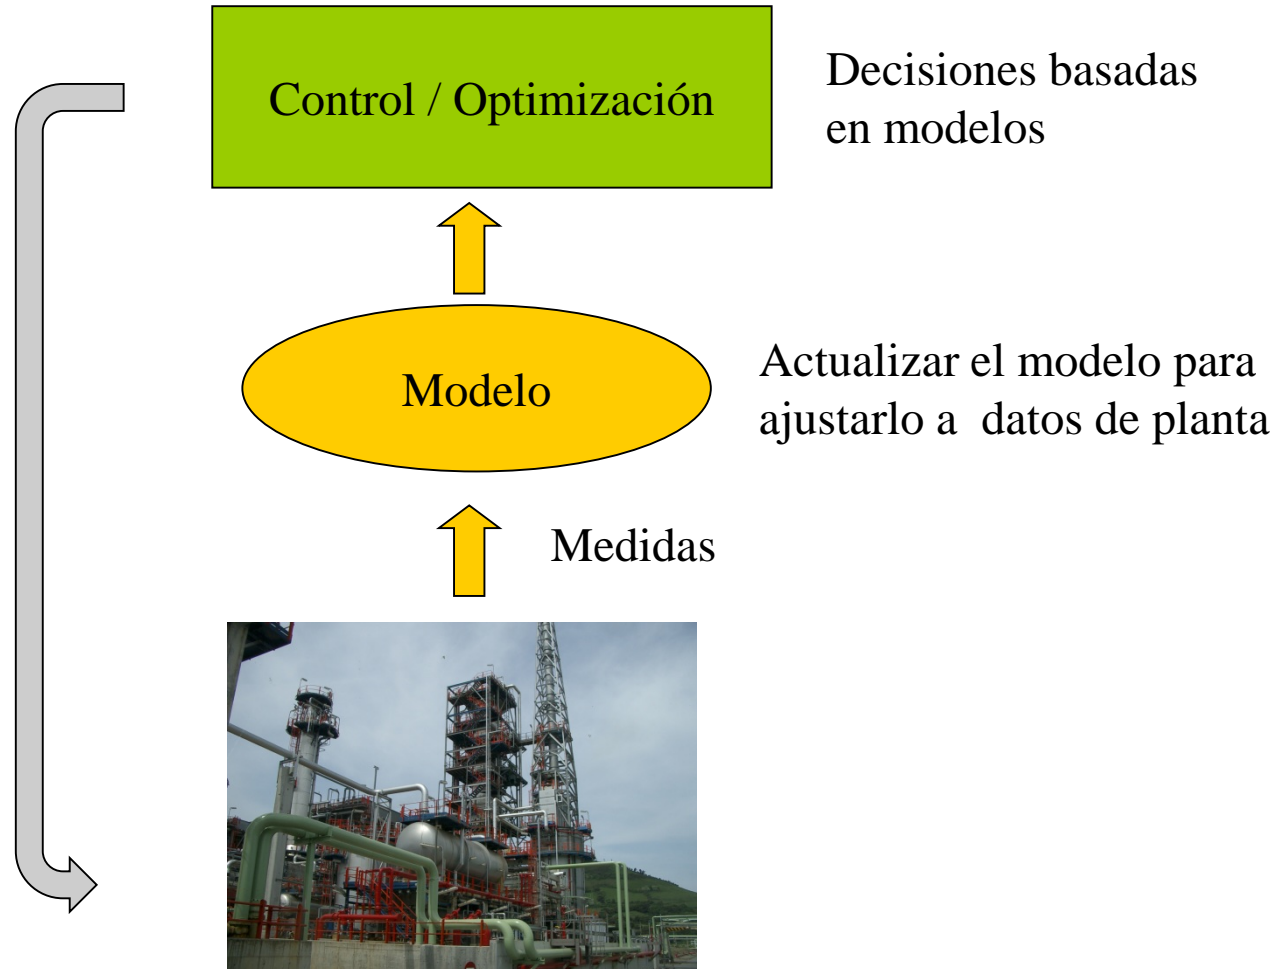 Control / Optimización
Decisiones basadas
en modelos
Modelo
Actualizar el modelo para
ajustarlo a  datos de planta
Medidas